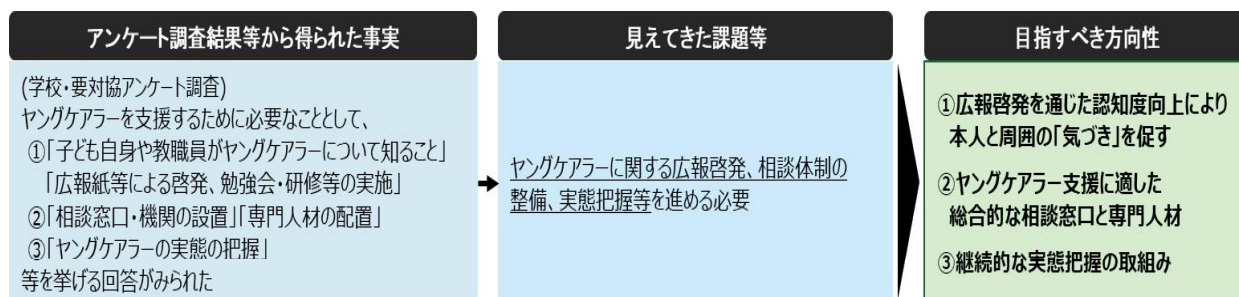 アンケート調査結果等から得られた事実
(学校・要対協アンケート調査)
ヤングケアラーを支援するために必要なこととして、
①「子ども自身や教職員がヤングケアラーについて知ること」
「広報紙等による啓発、勉強会・研修等の実施」
②「相談窓口・機関の設置」「専門人材の配置」
③「ヤングケアラーの実態の把握」
等を挙げる回答がみられた
見えてきた課題等
ヤングケアラーに関する広報啓発、相談体制の
整備、実態把握等を進める必要
目指すべき方向性
①広報啓発を通じた認知度向上により
本人と周囲の「気づき」を促す
②ヤングケアラー支援に適した
総合的な相談窓口と専門人材
③継続的な実態把握の取組み